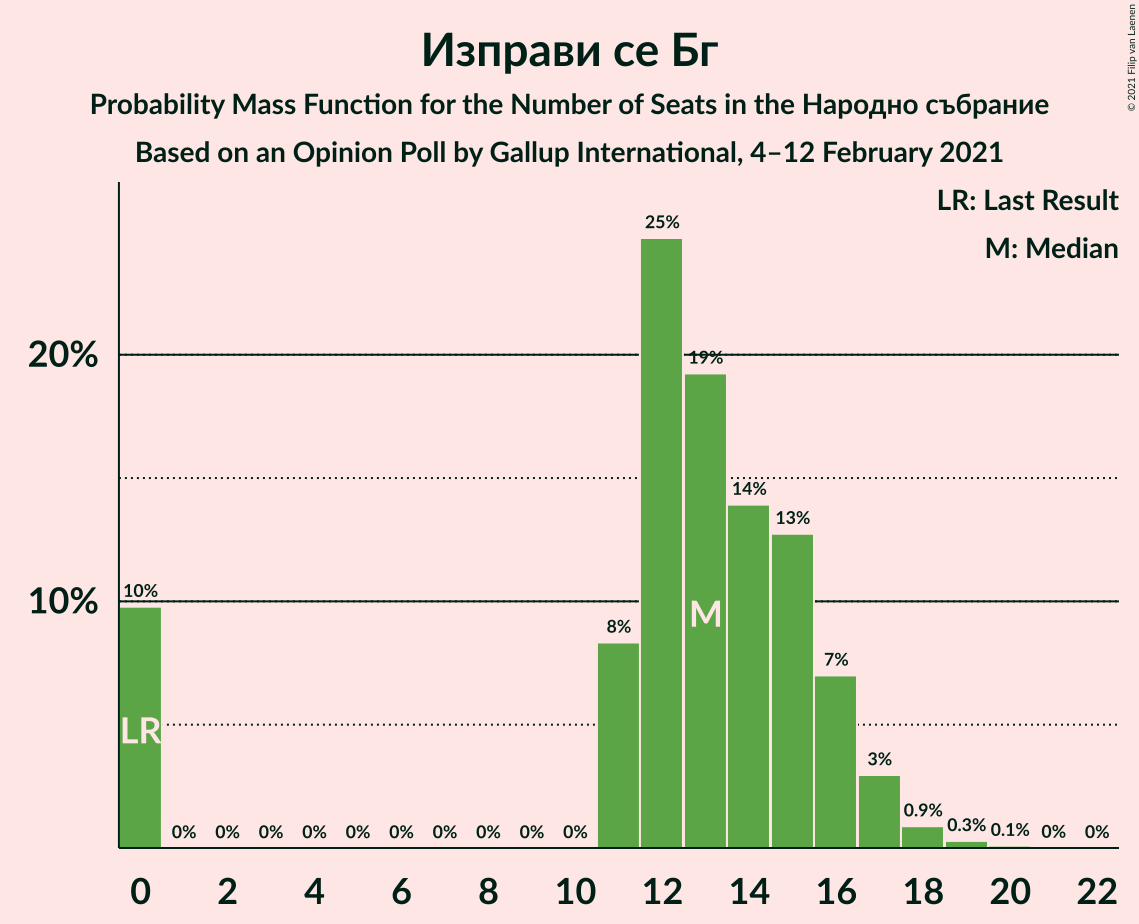 Изправи се Бг
Probability Mass Function for the Number of Seats in the Народно събрание
Based on an Opinion Poll by Gallup International, 4–12 February 2021
© 2021 Filip van Laenen
LR: Last Result
M: Median
25%
20%
19%
14%
13%
10%
10%
8%
M
7%
LR
3%
0.9%
0% 0% 0% 0% 0% 0% 0% 0% 0% 0% 0.3% 0.1% 0% 0%
0 2 4 6 8 10 12 14 16 18 20 22